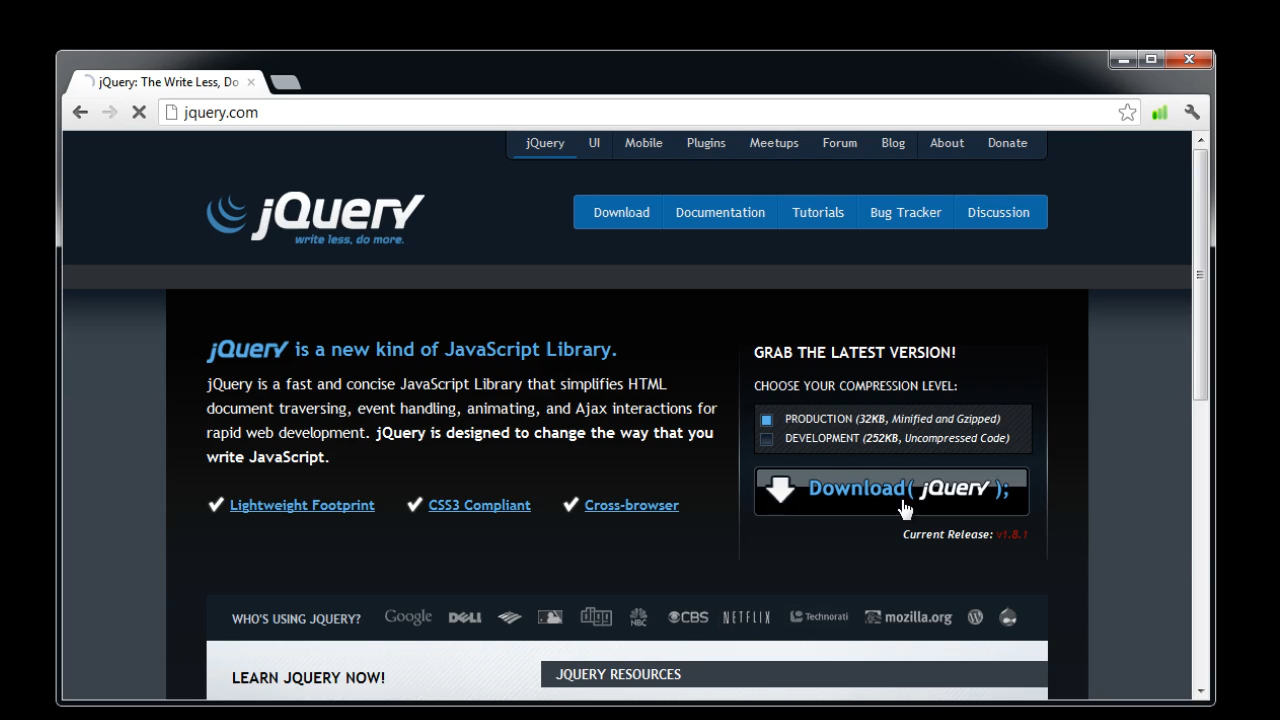 jQuery: The Write Less, Do
jquery.com
jQuery UI Mobile Plugins Meetups Forum Blog About Donate
jQuery
write less, do more.
Download Documentation Tutorials Bug Tracker Discussion
jQuery is a new kind of JavaScript Library.
jQuery is a fast and concise JavaScript Library that simplifies HTML
document traversing, event handling, animating, and Ajax interactions for
rapid web development. jQuery is designed to change the way that you
write JavaScript.
Lightweight Footprint CSS3 Compliant Cross-browser
GRAB THE LATEST VERSION!
CHOOSE YOUR COMPRESSION LEVEL:
PRODUCTION (32KB, Minified and Gzipped)
DEVELOPMENT (252KB, Uncompressed Code)
Download( jQuery );
Current Release: v1.8.1
WHO'S USING JQUERY? Google DELL NBC CBS NETFLIX Technorati mozilla.org
LEARN JQUERY NOW!
JQUERY RESOURCES